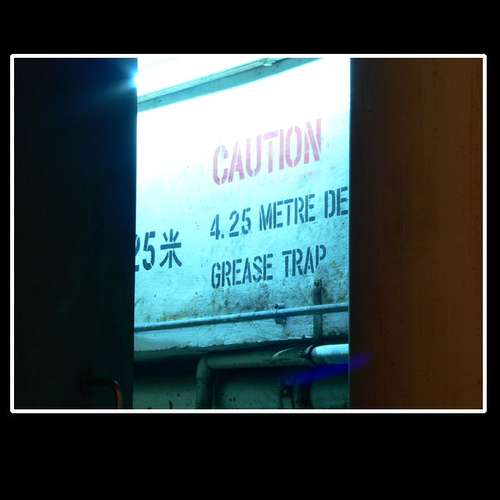 CAUTION
4.25 METRE DE
25米
GREASE TRAP